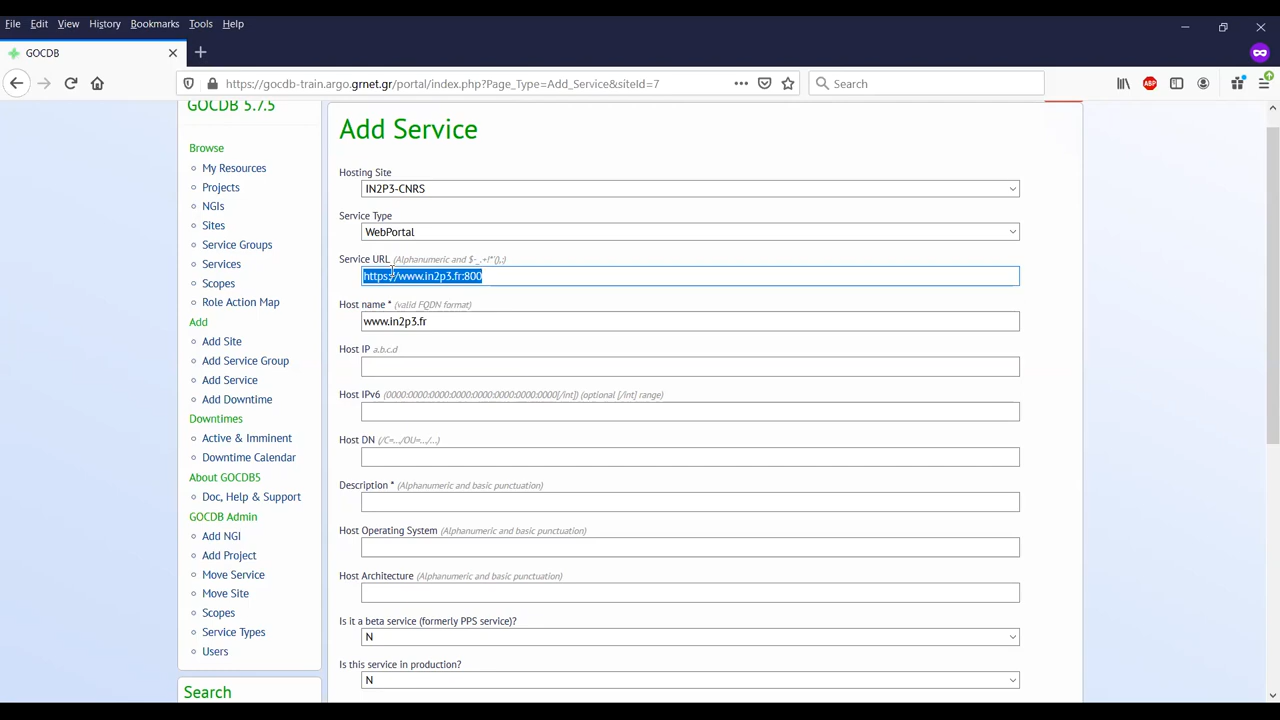 File Edit View History Bookmarks Tools Help
GOCDB
https://gocdb-train.argo.grnet.gr/portal/index.php?Page_Type=Add_Service&siteId=7
Search
ABP
GOCDB 5.7.5
Browse
My Resources
Projects
NGIs
Sites
Service Groups
Services
Scopes
Role Action Map
Add
Add Site
Add Service Group
Add Service
Add Downtime
Downtimes
Active & Imminent
Downtime Calendar
About GOCDB5
Doc, Help & Support
GOCDB Admin
Add NGI
Add Project
Move Service
Move Site
Scopes
Service Types
Users
Search
Add Service
Hosting Site
IN2P3-CNRS
Service Type
WebPortal
Service URL (Alphanumeric and $-_.+!*'(),:)
https://www.in2p3.fr:800
Host name * (valid FQDN format)
www.in2p3.fr
Host IP a.b.c.d
Host IPv6 (0000:0000:0000:0000:0000:0000:0000:0000[/int]) (optional [/int] range)
Host DN (/C=.../OU=.../...)
Description * (Alphanumeric and basic punctuation)
Host Operating System (Alphanumeric and basic punctuation)
Host Architecture (Alphanumeric and basic punctuation)
Is it a beta service (formerly PPS service)?
N
Is this service in production?
N